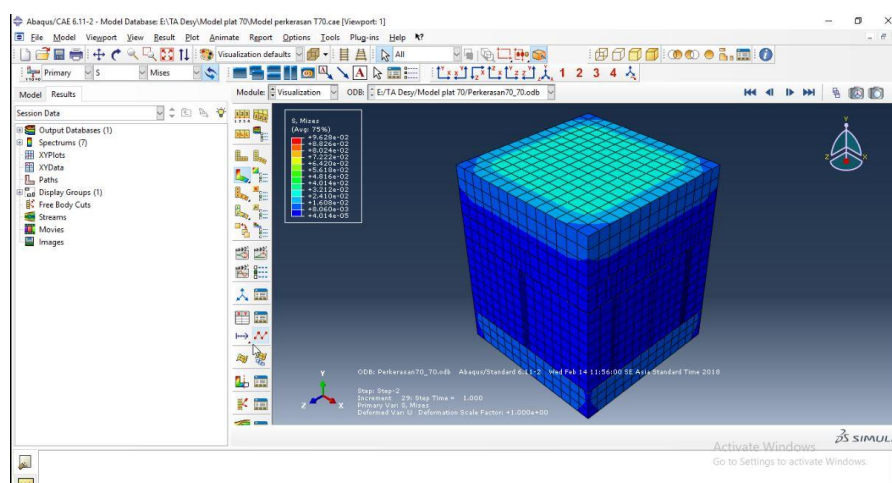 Abaqus/CAE 6.11-2 - Model Database: E:\TA Desy\Model plat 70\Model perkerasan T70.cae [Viewport: 1]
File Model Viewport View Result Plot Animate Report Options Tools Plug-ins Help
Visualization defaults All
Primary S Mises 1 2 3 4
Model Results Module: Visualization ODB: E:/TA Desy/Model plat 70/Perkerasan70_70.odb
Session Data
Output Databases (1)
Spectrums (7)
XYPlots
XYData
Paths
Display Groups (1)
Free Body Cuts
Streams
Movies
Images
S, Mises
(Avg: 75%)
+9.628e-02
+8.826e-02
+8.024e-02
+7.222e-02
+6.420e-02
+5.618e-02
+4.816e-02
+4.014e-02
+3.212e-02
+2.410e-02
+1.608e-02
+8.060e-03
+4.014e-05
Y
Z X
ODB: Perkerasan70_70.odb Abaqus/Standard 6.11-2 Wed Feb 14 11:56:00 SE Asia Standard Time 2018
Step: Step-2
Increment 29: Step Time = 1.000
Primary Var: S, Mises
Deformed Var: U Deformation Scale Factor: +1.000e+00
Y
Z X
SIMUL
Activate Windows
Go to Settings to activate Windows.